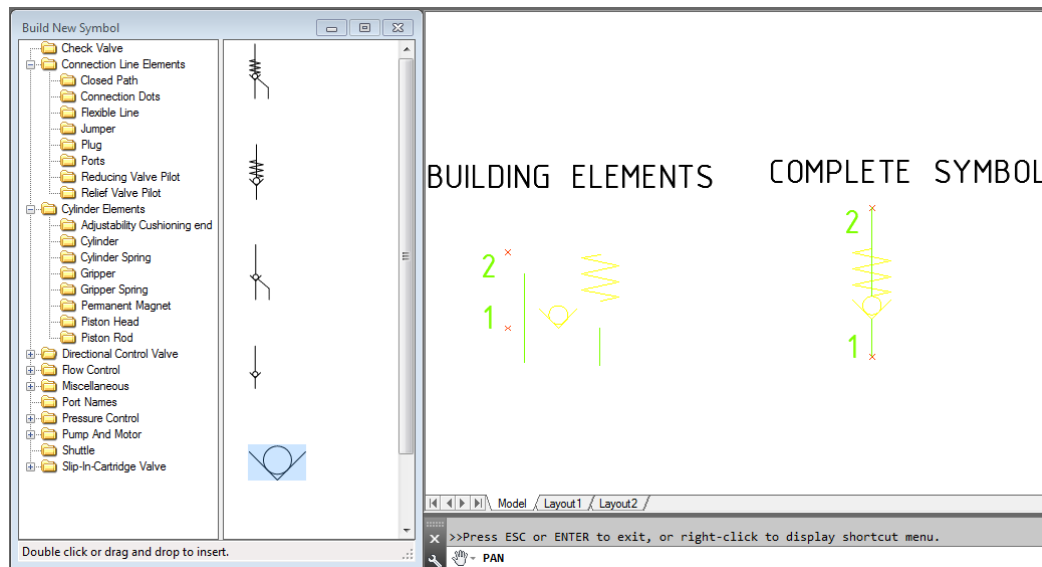 Build New Symbol
Check Valve
Connection Line Elements
Closed Path
Connection Dots
Flexible Line
Jumper
Plug
Ports
Reducing Valve Pilot
Relief Valve Pilot
Cylinder Elements
Adjustability Cushioning end
Cylinder
Cylinder Spring
Gripper
Gripper Spring
Permanent Magnet
Piston Head
Piston Rod
Directional Control Valve
Flow Control
Miscellaneous
Port Names
Pressure Control
Pump And Motor
Shuttle
Slip-In-Cartridge Valve
Double click or drag and drop to insert.
BUILDING ELEMENTS
2
1
COMPLETE SYMBOL
2
1
Model Layout1 Layout2
>>Press ESC or ENTER to exit, or right-click to display shortcut menu.
PAN